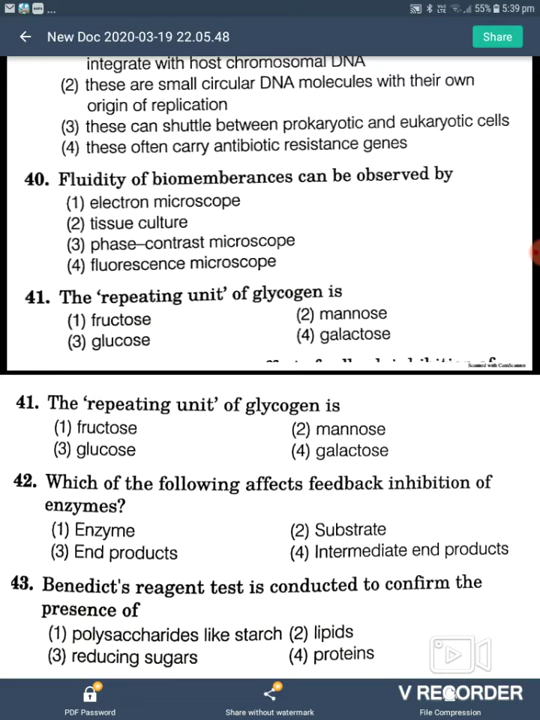 55% 5:39 pm
New Doc 2020-03-19 22.05.48
Share
integrate with host chromosomal DNA
(2) these are small circular DNA molecules with their own
origin of replication
(3) these can shuttle between prokaryotic and eukaryotic cells
(4) these often carry antibiotic resistance genes
40. Fluidity of biomemberances can be observed by
(1) electron microscope
(2) tissue culture
(3) phase–contrast microscope
(4) fluorescence microscope
41. The ‘repeating unit’ of glycogen is
(1) fructose (2) mannose
(3) glucose (4) galactose
Scanned with CamScanner
41. The ‘repeating unit’ of glycogen is
(1) fructose (2) mannose
(3) glucose (4) galactose
42. Which of the following affects feedback inhibition of
enzymes?
(1) Enzyme (2) Substrate
(3) End products (4) Intermediate end products
43. Benedict's reagent test is conducted to confirm the
presence of
(1) polysaccharides like starch (2) lipids
(3) reducing sugars (4) proteins
V RECORDER
PDF Password Share without watermark File Compression